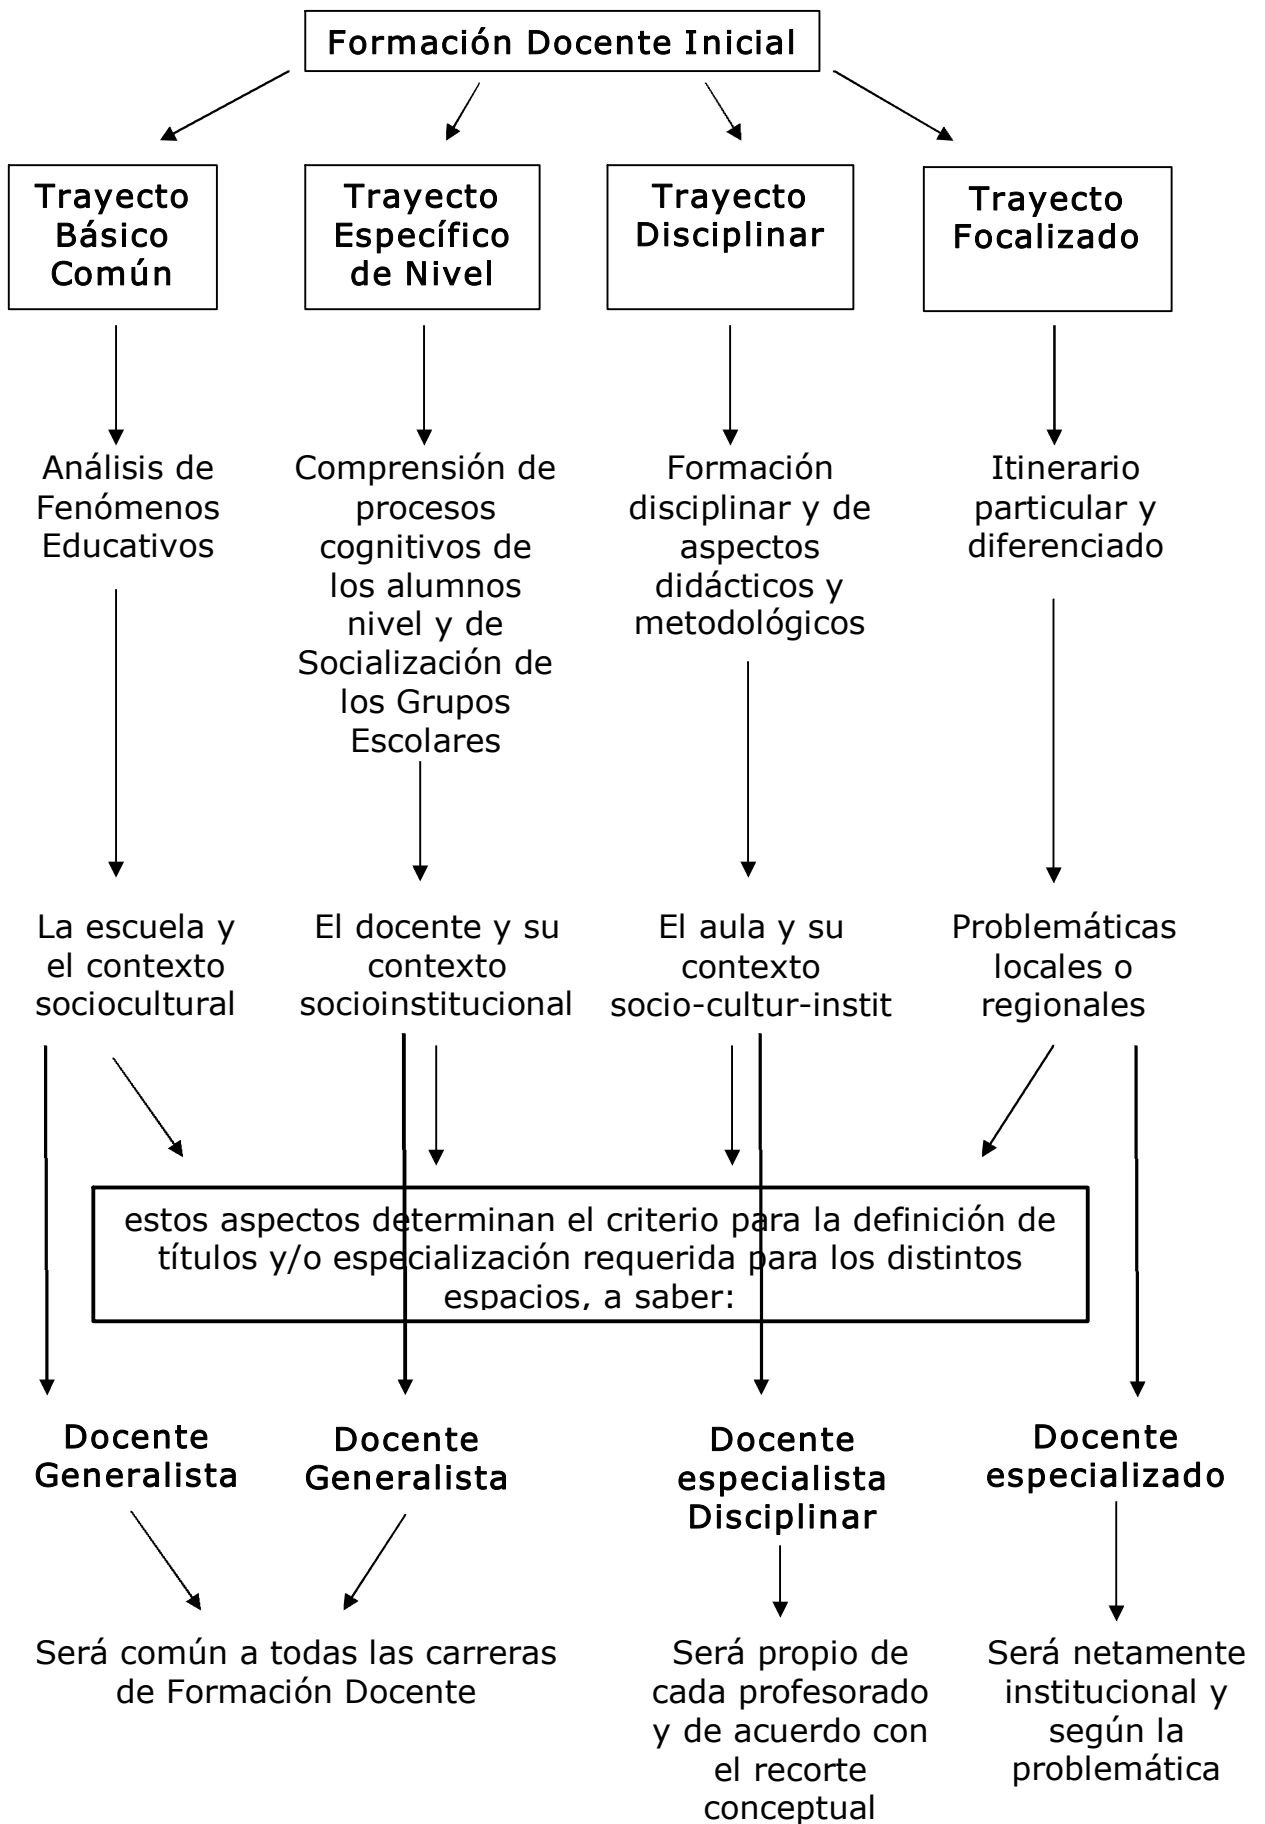 Formación Docente Inicial
Trayecto
Básico
Común
Trayecto
Específico
de Nivel
Trayecto
Disciplinar
Trayecto
Focalizado
Análisis de
Fenómenos
Educativos
Comprensión de
procesos
cognitivos de
los alumnos
nivel y de
Socialización de
los Grupos
Escolares
Formación
disciplinar y de
aspectos
didácticos y
metodológicos
Itinerario
particular y
diferenciado
La escuela y
el contexto
sociocultural
El docente y su
contexto
socioinstitucional
El aula y su
contexto
socio-cultur-instit
Problemáticas
locales o
regionales
estos aspectos determinan el criterio para la definición de
títulos y/o especialización requerida para los distintos
espacios, a saber:
Docente
Generalista
Docente
Generalista
Docente
especialista
Disciplinar
Docente
especializado
Será común a todas las carreras
de Formación Docente
Será propio de
cada profesorado
y de acuerdo con
el recorte
conceptual
Será netamente
institucional y
según la
problemática